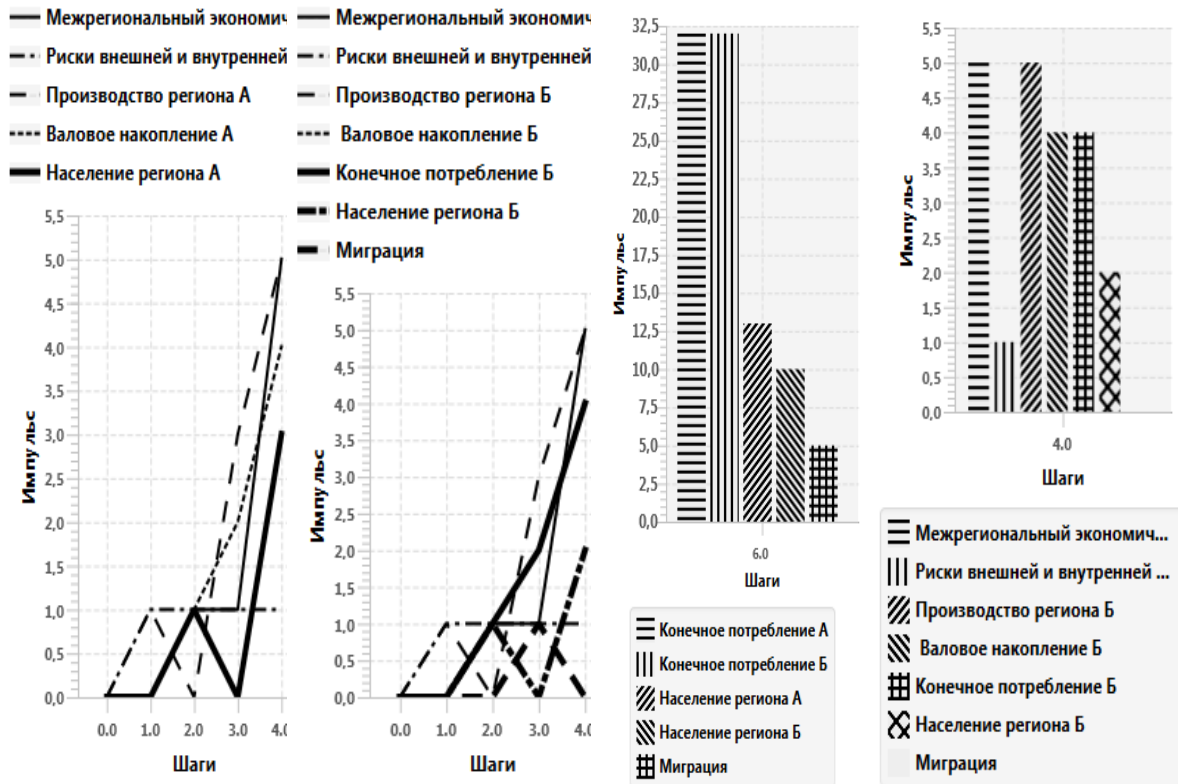 Межрегиональный экономич
Риски внешней и внутренней
Производство региона А
Валовое накопление А
Население региона А
5,5
5,0
4,5
4,0
3,5
3,0
2,5
2,0
1,5
1,0
0,5
0,0
Импульс
0.0 1.0 2.0 3.0 4.0
Шаги
Межрегиональный экономич
Риски внешней и внутренней
Производство региона Б
Валовое накопление Б
Конечное потребление Б
Население региона Б
Миграция
5,5
5,0
4,5
4,0
3,5
3,0
2,5
2,0
1,5
1,0
0,5
0,0
Импульс
0.0 1.0 2.0 3.0 4.0
Шаги
32,5
30,0
27,5
25,0
22,5
20,0
17,5
15,0
12,5
10,0
7,5
5,0
2,5
0,0
Импульс
6.0
Шаги
Конечное потребление А
Конечное потребление Б
Население региона А
Население региона Б
Миграция
5,5
5,0
4,5
4,0
3,5
3,0
2,5
2,0
1,5
1,0
0,5
0,0
Импульс
4.0
Шаги
Межрегиональный экономич...
Риски внешней и внутренней ...
Производство региона Б
Валовое накопление Б
Конечное потребление Б
Население региона Б
Миграция